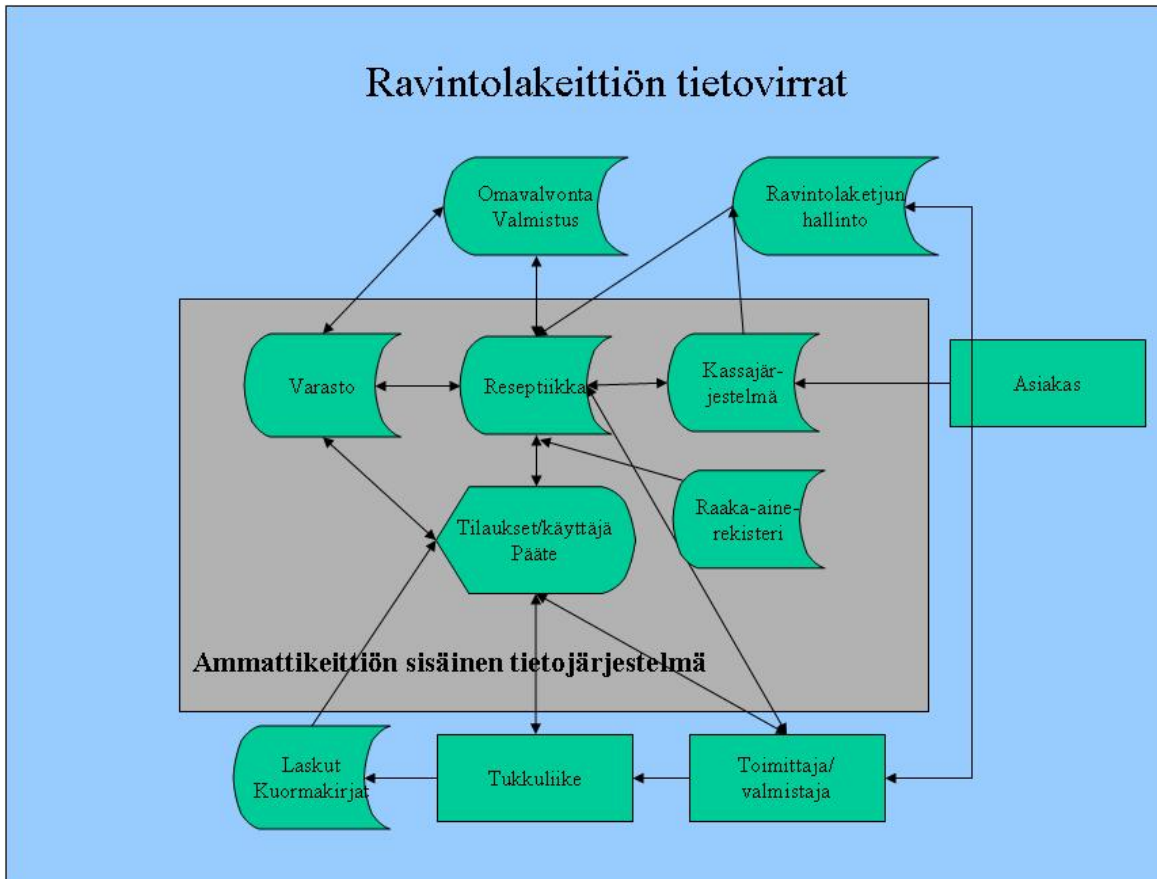 Ravintolakeittiön tietovirrat
Omavalvonta
Valmistus
Ravintolaketjun
hallinto
Varasto
Reseptiikka
Kassajär-
jestelmä
Asiakas
Tilaukset/käyttäjä
Pääte
Raaka-aine-
rekisteri
Ammattikeittiön sisäinen tietojärjestelmä
Laskut
Kuormakirjat
Tukkuliike
Toimittaja/
valmistaja